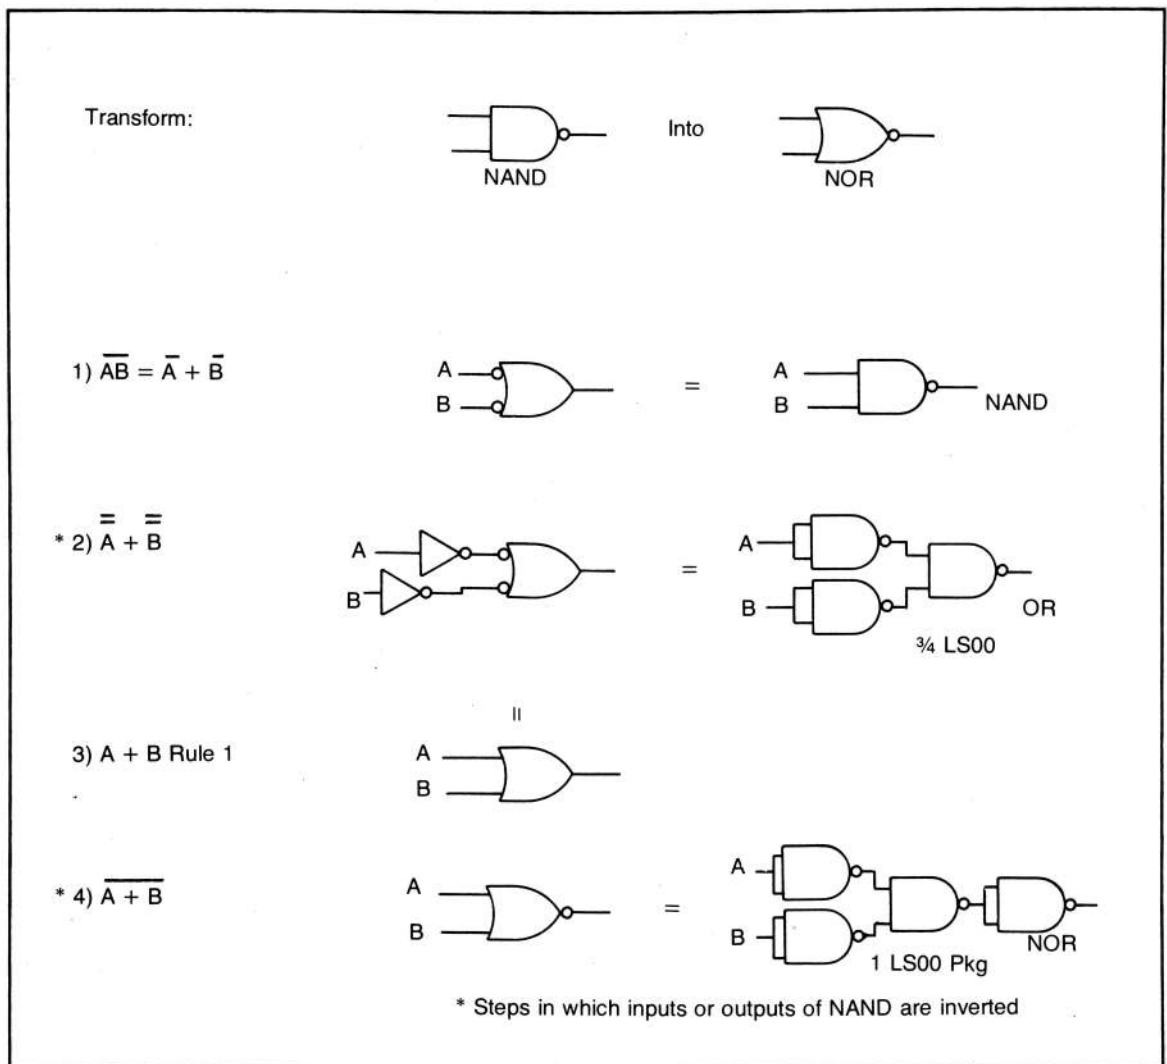 Transform:
Into
NAND
NOR
1) A̅B̅ = A̅ + B̅
A
B
=
A
B
NAND
* 2) A̿ + B̿
A
B
=
A
B
OR
¾ LS00
=
3) A + B Rule 1
A
B
* 4) A̅ ̅+̅ ̅B̅
A
B
=
A
B
NOR
1 LS00 Pkg
* Steps in which inputs or outputs of NAND are inverted